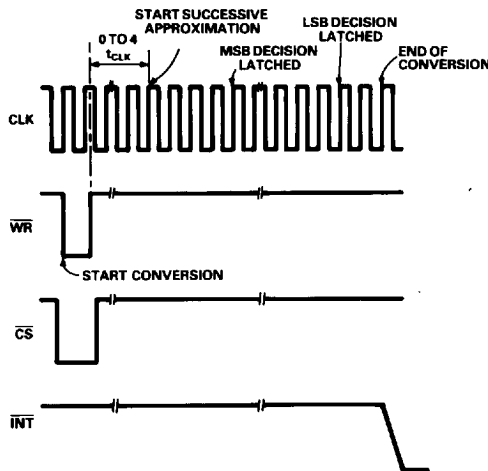 START SUCCESSIVE
APPROXIMATION
0 TO 4
tCLK
MSB DECISION
LATCHED
LSB DECISION
LATCHED
END OF
CONVERSION
CLK
WR
START CONVERSION
CS
INT